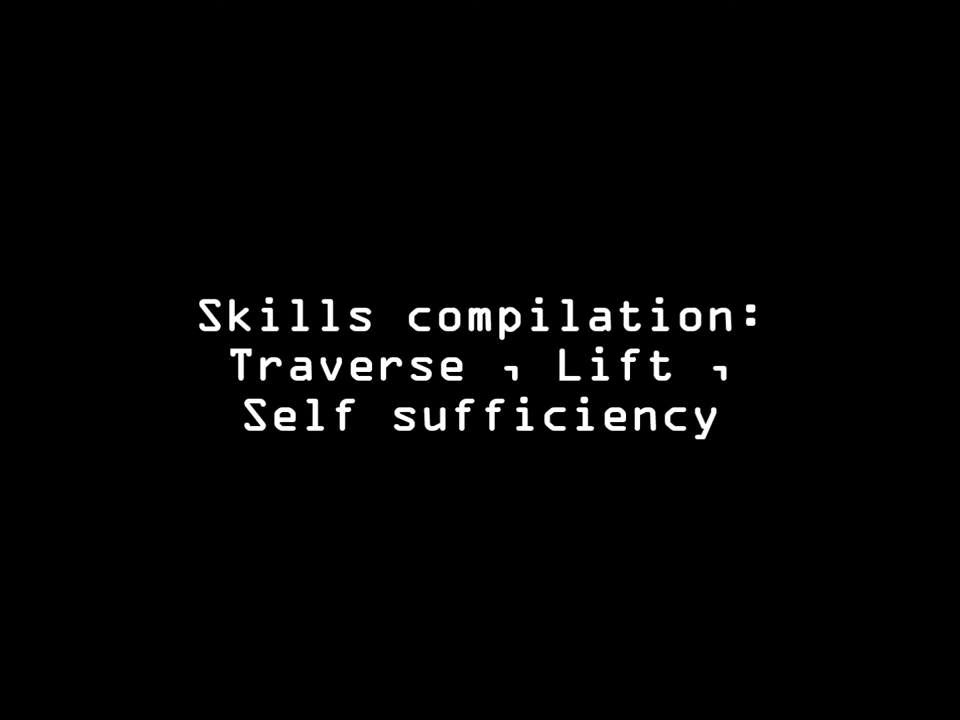 Skills compilation:
Traverse , Lift ,
Self sufficiency